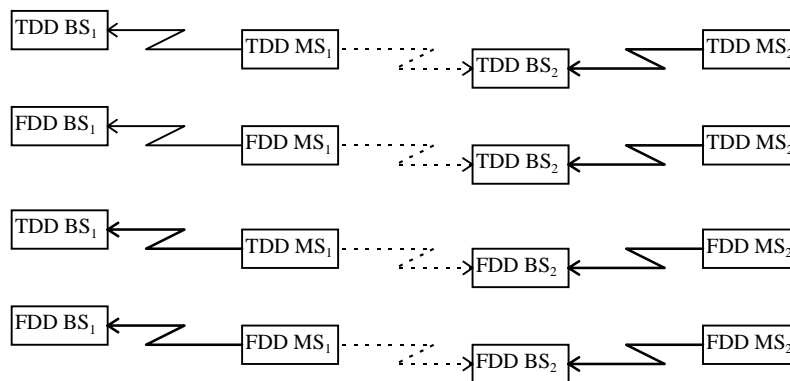 TDD BS₁ TDD MS₁ TDD BS₂ TDD MS₂
FDD BS₁ FDD MS₁ TDD BS₂ TDD MS₂
TDD BS₁ TDD MS₁ FDD BS₂ FDD MS₂
FDD BS₁ FDD MS₁ FDD BS₂ FDD MS₂